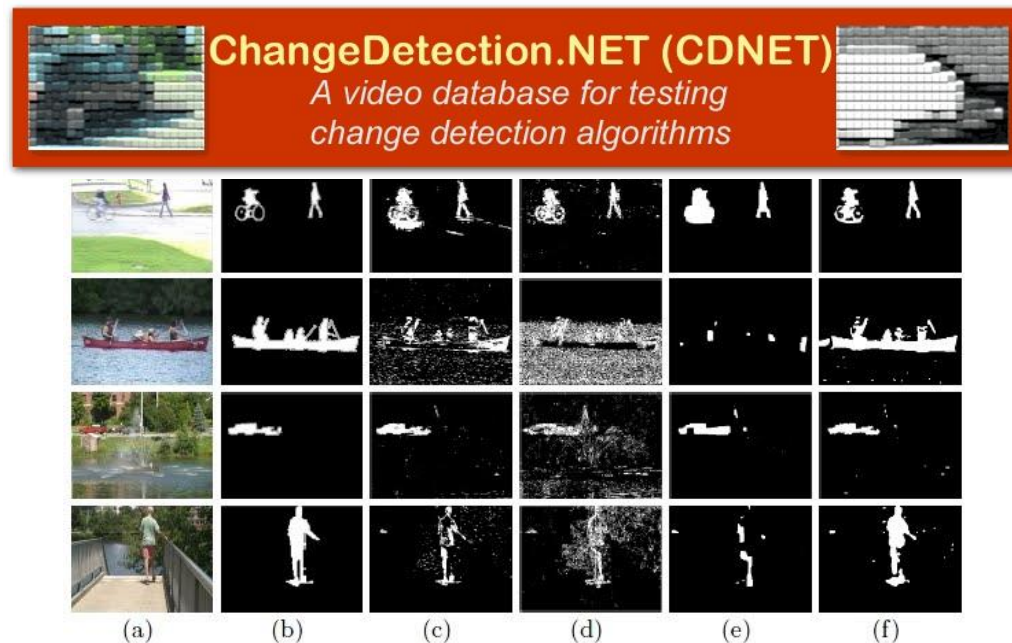 ChangeDetection.NET (CDNET)
A video database for testing
change detection algorithms
(a) (b) (c) (d) (e) (f)